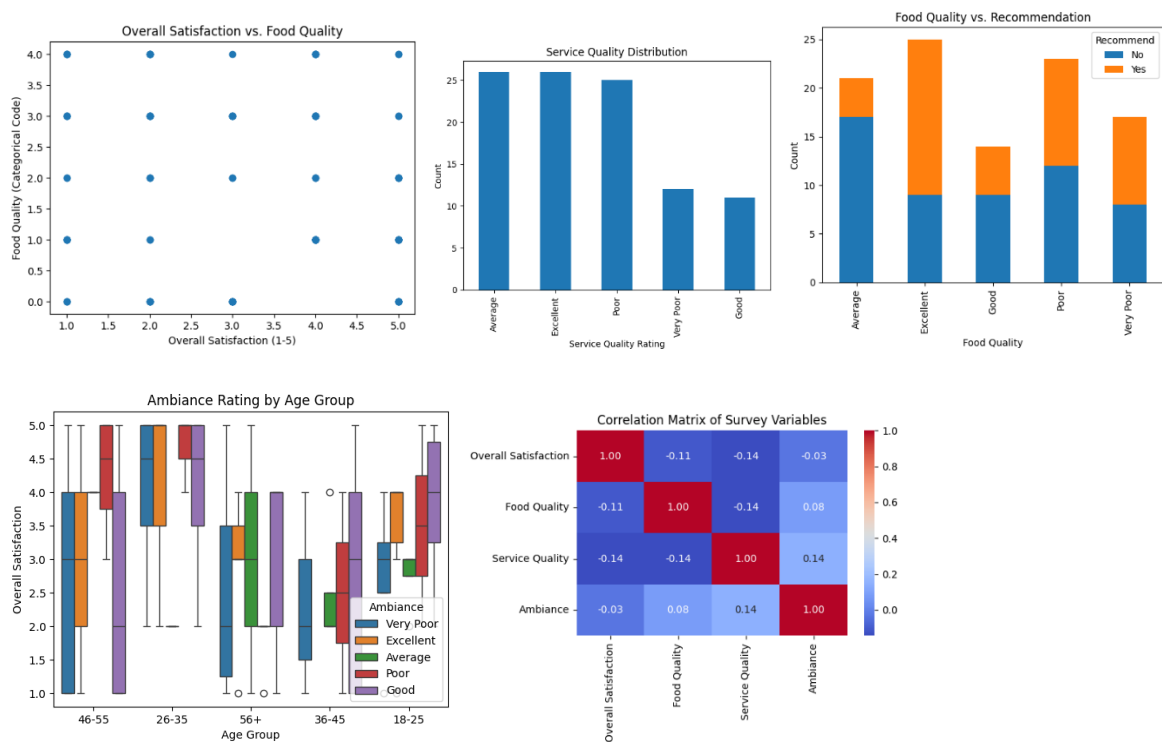 Overall Satisfaction vs. Food Quality
Food Quality (Categorical Code)
4.0
3.5
3.0
2.5
2.0
1.5
1.0
0.5
0.0
1.0 1.5 2.0 2.5 3.0 3.5 4.0 4.5 5.0
Overall Satisfaction (1-5)
Service Quality Distribution
Count
25
20
15
10
5
0
Average Excellent Poor Very Poor Good
Service Quality Rating
Food Quality vs. Recommendation
Recommend
No
Yes
Count
25
20
15
10
5
0
Average Excellent Good Poor Very Poor
Food Quality
Ambiance Rating by Age Group
Overall Satisfaction
5.0
4.5
4.0
3.5
3.0
2.5
2.0
1.5
1.0
Ambiance
Very Poor
Excellent
Average
Poor
Good
46-55 26-35 56+ 36-45 18-25
Age Group
Correlation Matrix of Survey Variables
Overall Satisfaction 1.00 -0.11 -0.14 -0.03
Food Quality -0.11 1.00 -0.14 0.08
Service Quality -0.14 -0.14 1.00 0.14
Ambiance -0.03 0.08 0.14 1.00
Overall Satisfaction Food Quality Service Quality Ambiance
1.0
0.8
0.6
0.4
0.2
0.0